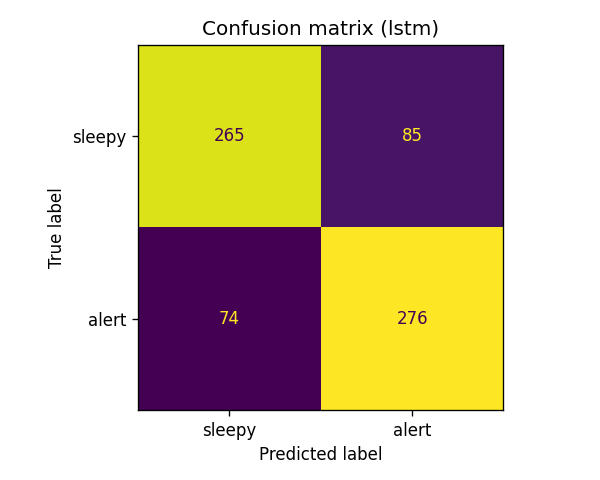 Confusion matrix (lstm)
True label
sleepy
265
85
alert
74
276
sleepy
alert
Predicted label